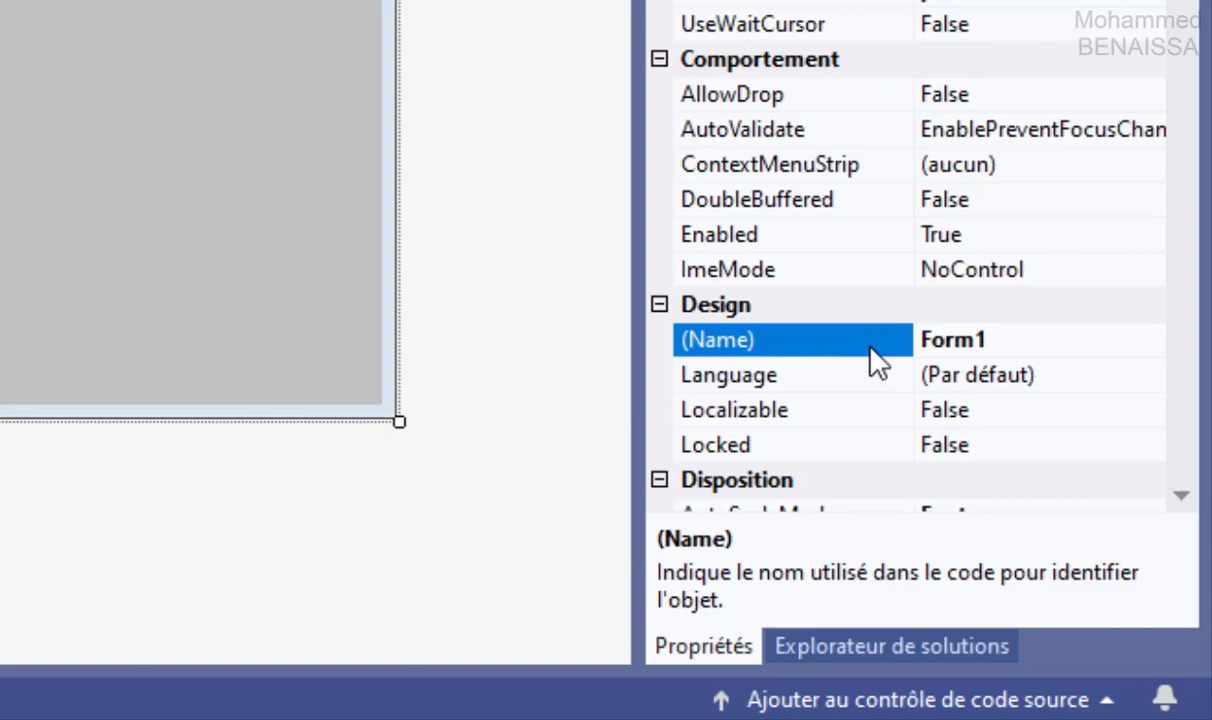 Mohammed
BENAISSA
UseWaitCursor False
Comportement
AllowDrop False
AutoValidate EnablePreventFocusChan
ContextMenuStrip (aucun)
DoubleBuffered False
Enabled True
ImeMode NoControl
Design
(Name) Form1
Language (Par défaut)
Localizable False
Locked False
Disposition
(Name)
Indique le nom utilisé dans le code pour identifier
l'objet.
Propriétés Explorateur de solutions
Ajouter au contrôle de code source